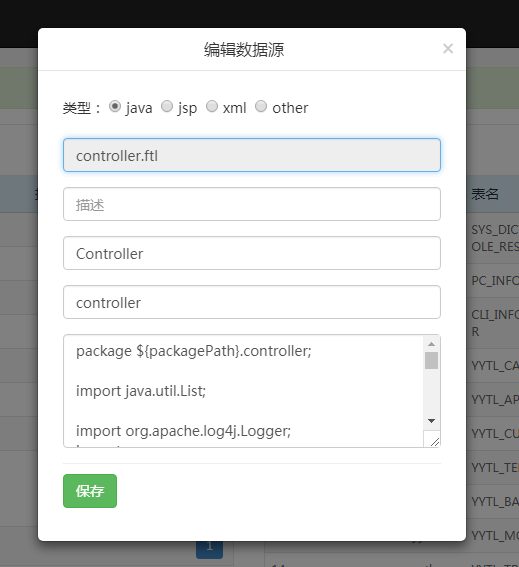 编辑数据源 ×
类型： java jsp xml other
controller.ftl
描述
Controller
controller
package ${packagePath}.controller;
import java.util.List;
import org.apache.log4j.Logger;
保存
表名
SYS_DIC
OLE_RES
PC_INFO
CLI_INFO
R
YYTL_CA
YYTL_AP
YYTL_CU
YYTL_TE
YYTL_BA
YYTL_MO
1